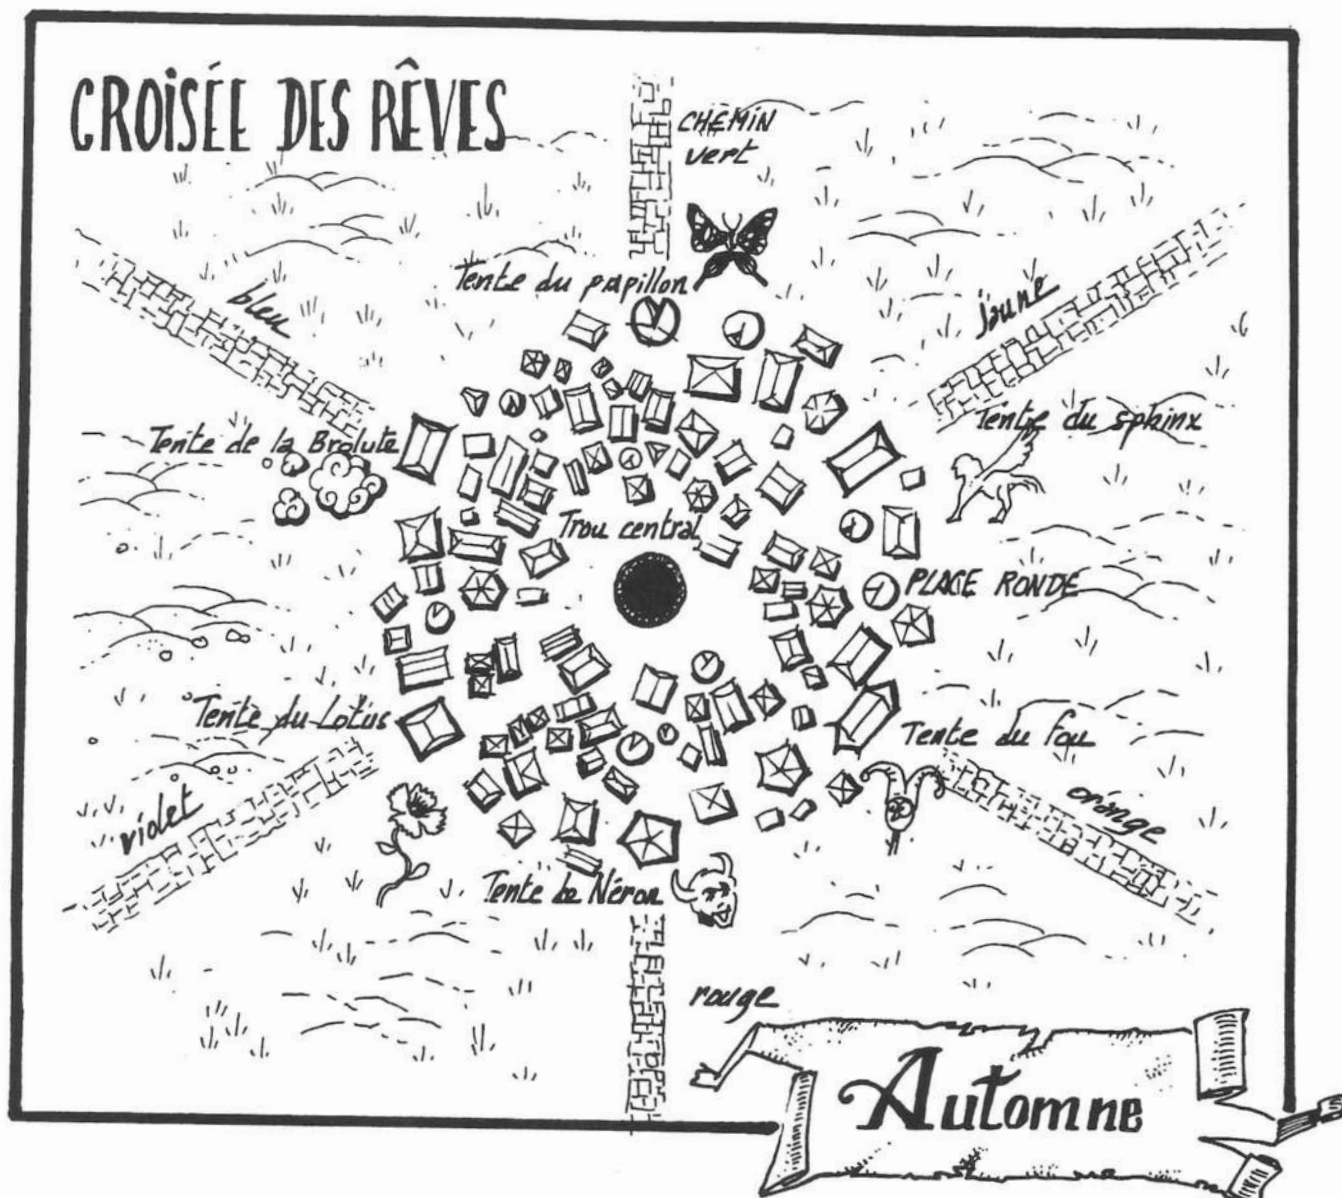 CROISÉE DES RÊVES
CHEMIN
vert
bleu
jaune
Tente du papillon
Tente du sphinx
Tente de la Brolute
Trou central
PLACE RONDE
Tente du Lotus
Tente du fou
violet
orange
Tente de Néron
rouge
Automne